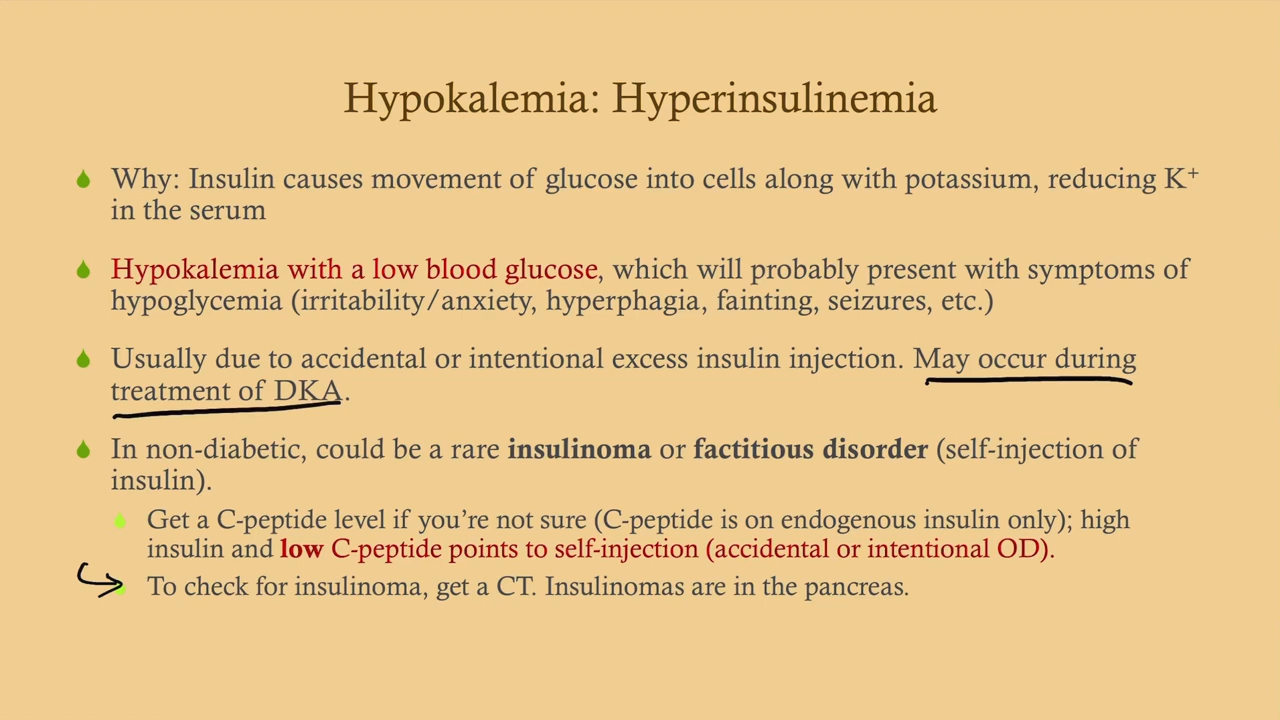 Hypokalemia: Hyperinsulinemia
Why: Insulin causes movement of glucose into cells along with potassium, reducing K⁺
in the serum
Hypokalemia with a low blood glucose, which will probably present with symptoms of
hypoglycemia (irritability/anxiety, hyperphagia, fainting, seizures, etc.)
Usually due to accidental or intentional excess insulin injection. May occur during
treatment of DKA.
In non-diabetic, could be a rare insulinoma or factitious disorder (self-injection of
insulin).
Get a C-peptide level if you’re not sure (C-peptide is on endogenous insulin only); high
insulin and low C-peptide points to self-injection (accidental or intentional OD).
To check for insulinoma, get a CT. Insulinomas are in the pancreas.